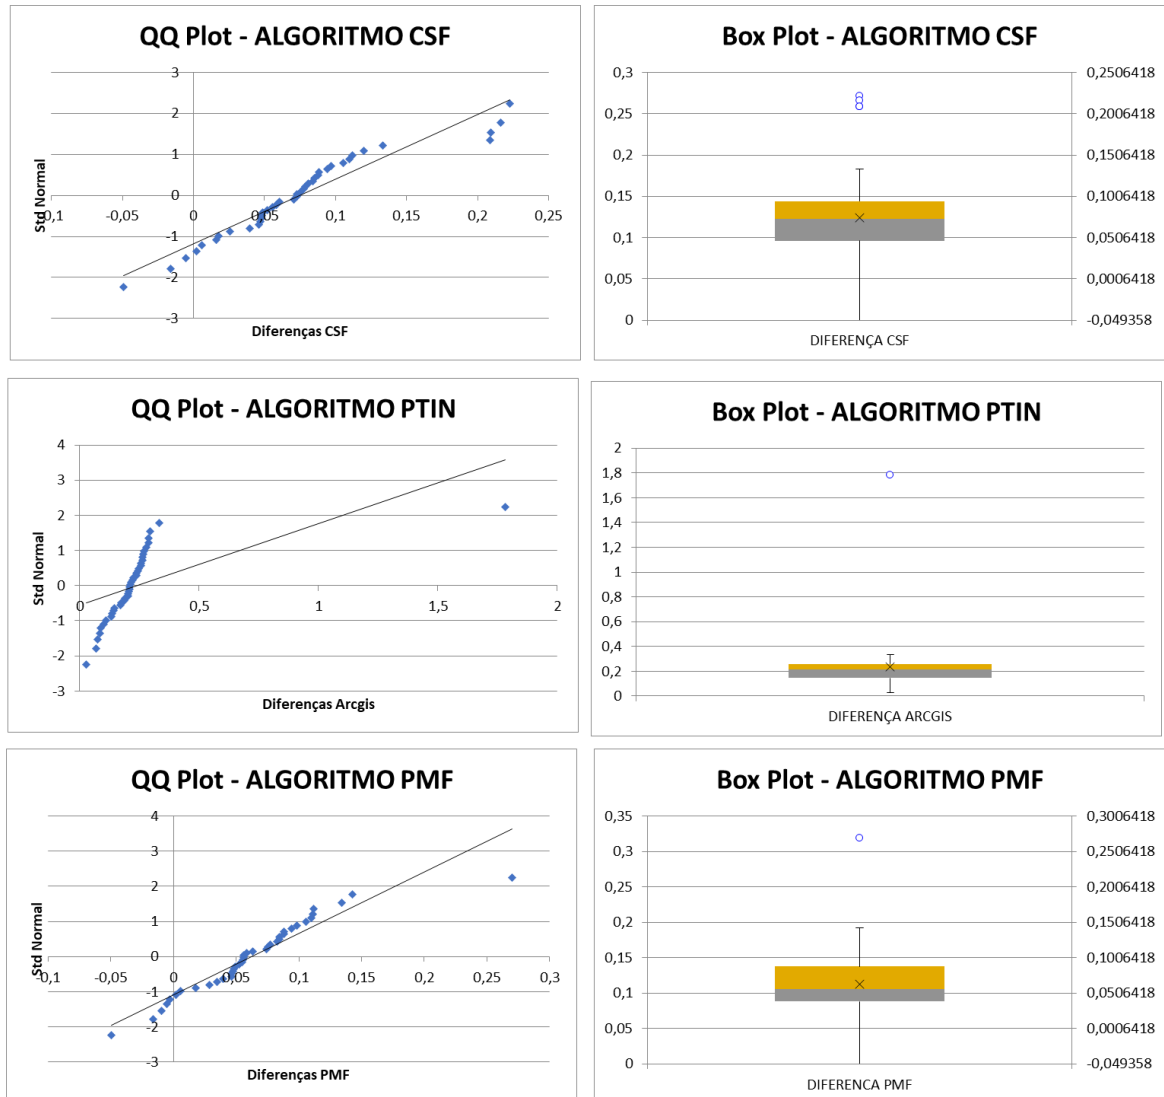 QQ Plot - ALGORITMO CSF
3
2
1
0
-1
-2
-3
-0,1 -0,05 0 0,05 0,1 0,15 0,2 0,25
Std Normal
Diferenças CSF
Box Plot - ALGORITMO CSF
0,3 0,2506418
0,25 0,2006418
0,2 0,1506418
0,15 0,1006418
0,1 0,0506418
0,05 0,0006418
0 -0,049358
DIFERENÇA CSF
QQ Plot - ALGORITMO PTIN
4
3
2
1
0
-1
-2
-3
0 0,5 1 1,5 2
Std Normal
Diferenças Arcgis
Box Plot - ALGORITMO PTIN
2
1,8
1,6
1,4
1,2
1
0,8
0,6
0,4
0,2
0
DIFERENÇA ARCGIS
QQ Plot - ALGORITMO PMF
4
3
2
1
0
-1
-2
-3
-0,1 -0,05 0 0,05 0,1 0,15 0,2 0,25 0,3
Std Normal
Diferenças PMF
Box Plot - ALGORITMO PMF
0,35 0,3006418
0,3 0,2506418
0,25 0,2006418
0,2 0,1506418
0,15 0,1006418
0,1 0,0506418
0,05 0,0006418
0 -0,049358
DIFERENCA PMF